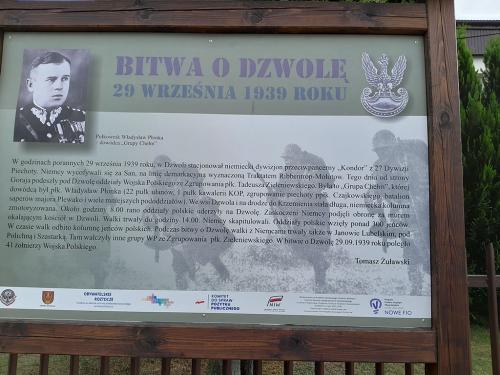 BITWA O DZWOLĘ
29 WRZEŚNIA 1939 ROKU
Pułkownik Władysław Płonka
dowódca „Grupy Chełm”
W godzinach porannych 29 września 1939 roku, w Dzwoli stacjonował niemiecki dywizjon przeciwpancerny „Kondor” z 27 Dywizji
Piechoty. Niemcy wycofywali się za San, na linię demarkacyjną wyznaczoną Traktatem Ribbentrop-Mołotow. Tego dnia od strony
Goraja podeszły pod Dzwolę oddziały Wojska Polskiego ze Zgrupowania płk. Tadeusza Zieleniewskiego. Była to „Grupa Chełm”, której
dowódcą był płk. Władysław Płonka (22 pułk ułanów, 1 pułk kawalerii KOP, zgrupowanie piechoty ppłk. Czajkowskiego, batalion
saperów majora Plewako i wiele mniejszych pododdziałów). We wsi Dzwola i na drodze do Krzemienia stała długa, niemiecka kolumna
zmotoryzowana. Około godziny 8.00 rano oddziały polskie uderzyły na Dzwolę. Zaskoczeni Niemcy podjęli obronę za murem
okalającym kościół w Dzwoli. Walki trwały do godziny 14.00. Niemcy skapitulowali. Oddziały polskie wzięły ponad 300 jeńców.
W czasie walk odbito kolumnę jeńców polskich. Podczas bitwy o Dzwolę walki z Niemcami trwały także w Janowie Lubelskim, pod
Polichną i Szastarką. Tam walczyły inne grupy WP ze Zgrupowania płk. Zieleniewskiego. W bitwie o Dzwolę 29.09.1939 roku poległo
41 żołnierzy Wojska Polskiego.
Tomasz Żuławski
OBYWATELSKIE
ROZTOCZE
KOMITET
DO SPRAW
POŻYTKU
PUBLICZNEGO
NOWE FIO